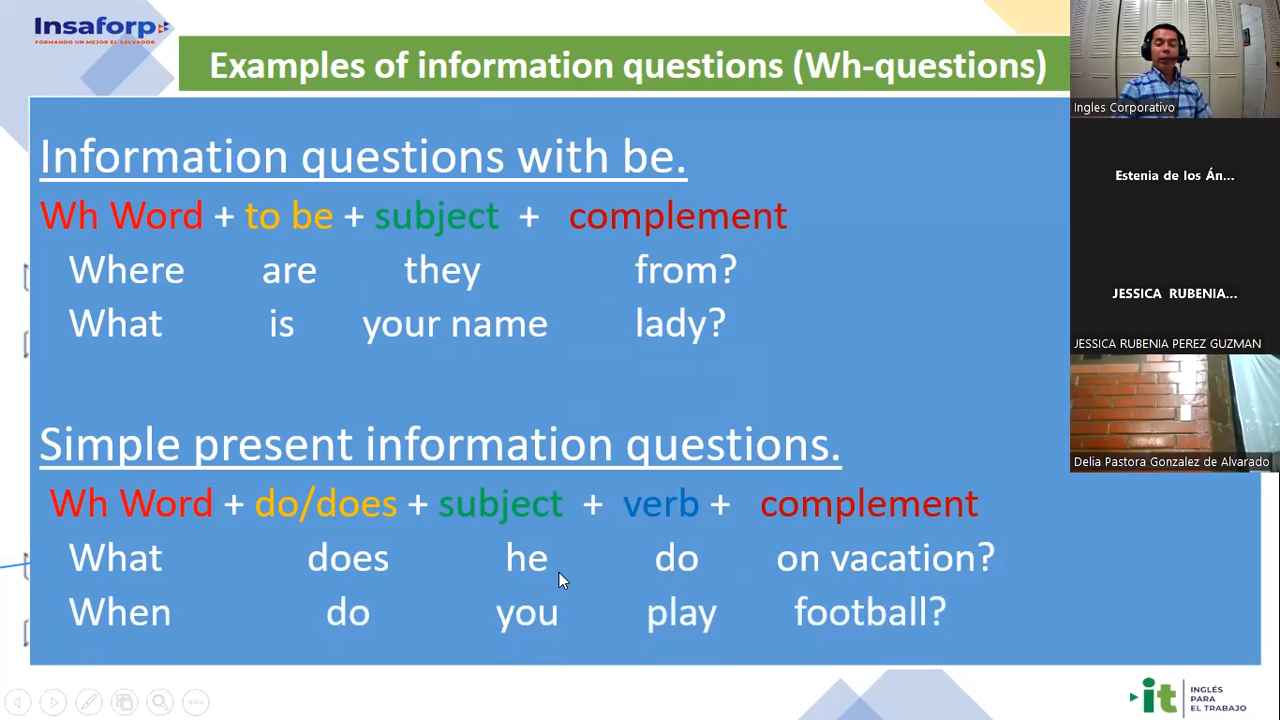 Insaforp
FORMANDO UN MEJOR EL SALVADOR
Examples of information questions (Wh-questions)
Information questions with be.
Wh Word + to be + subject + complement
Where are they from?
What is your name lady?
Simple present information questions.
Wh Word + do/does + subject + verb + complement
What does he do on vacation?
When do you play football?
Ingles Corporativo
Estenia de los Án...
JESSICA RUBENIA...
JESSICA RUBENIA PEREZ GUZMAN
Delia Pastora Gonzalez de Alvarado
it
INGLÉS
PARA
EL TRABAJO